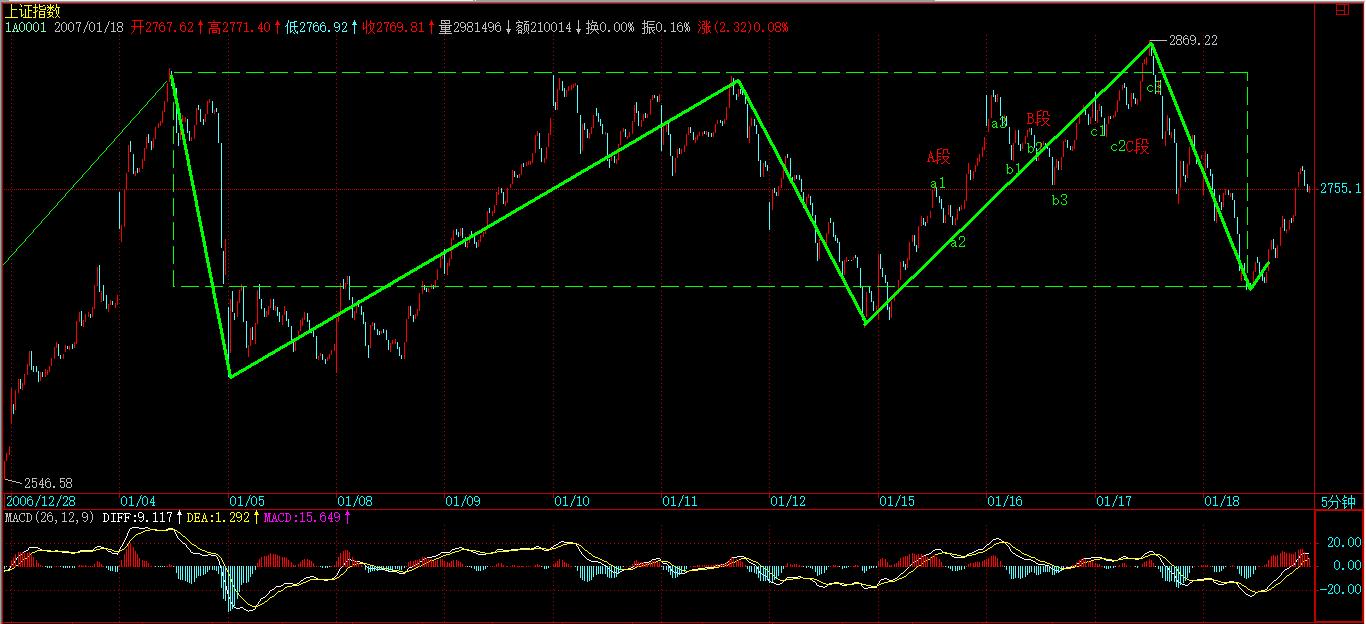 上证指数
1A0001 2007/01/18 开2767.62↑高2771.40↑低2766.92↑收2769.81↑量2981496↓额210014↓换0.00% 振0.16% 涨(2.32)0.08%
2869.22
c3
a3 B段
b2 c1
A段 c2 C段
b1
a1 2755.1
b3
a2
2546.58
2006/12/28 01/04 01/05 01/08 01/09 01/10 01/11 01/12 01/15 01/16 01/17 01/18 5分钟
MACD(26,12,9) DIFF:9.117↑DEA:1.292↑MACD:15.649↑
20.00
0.00
-20.00